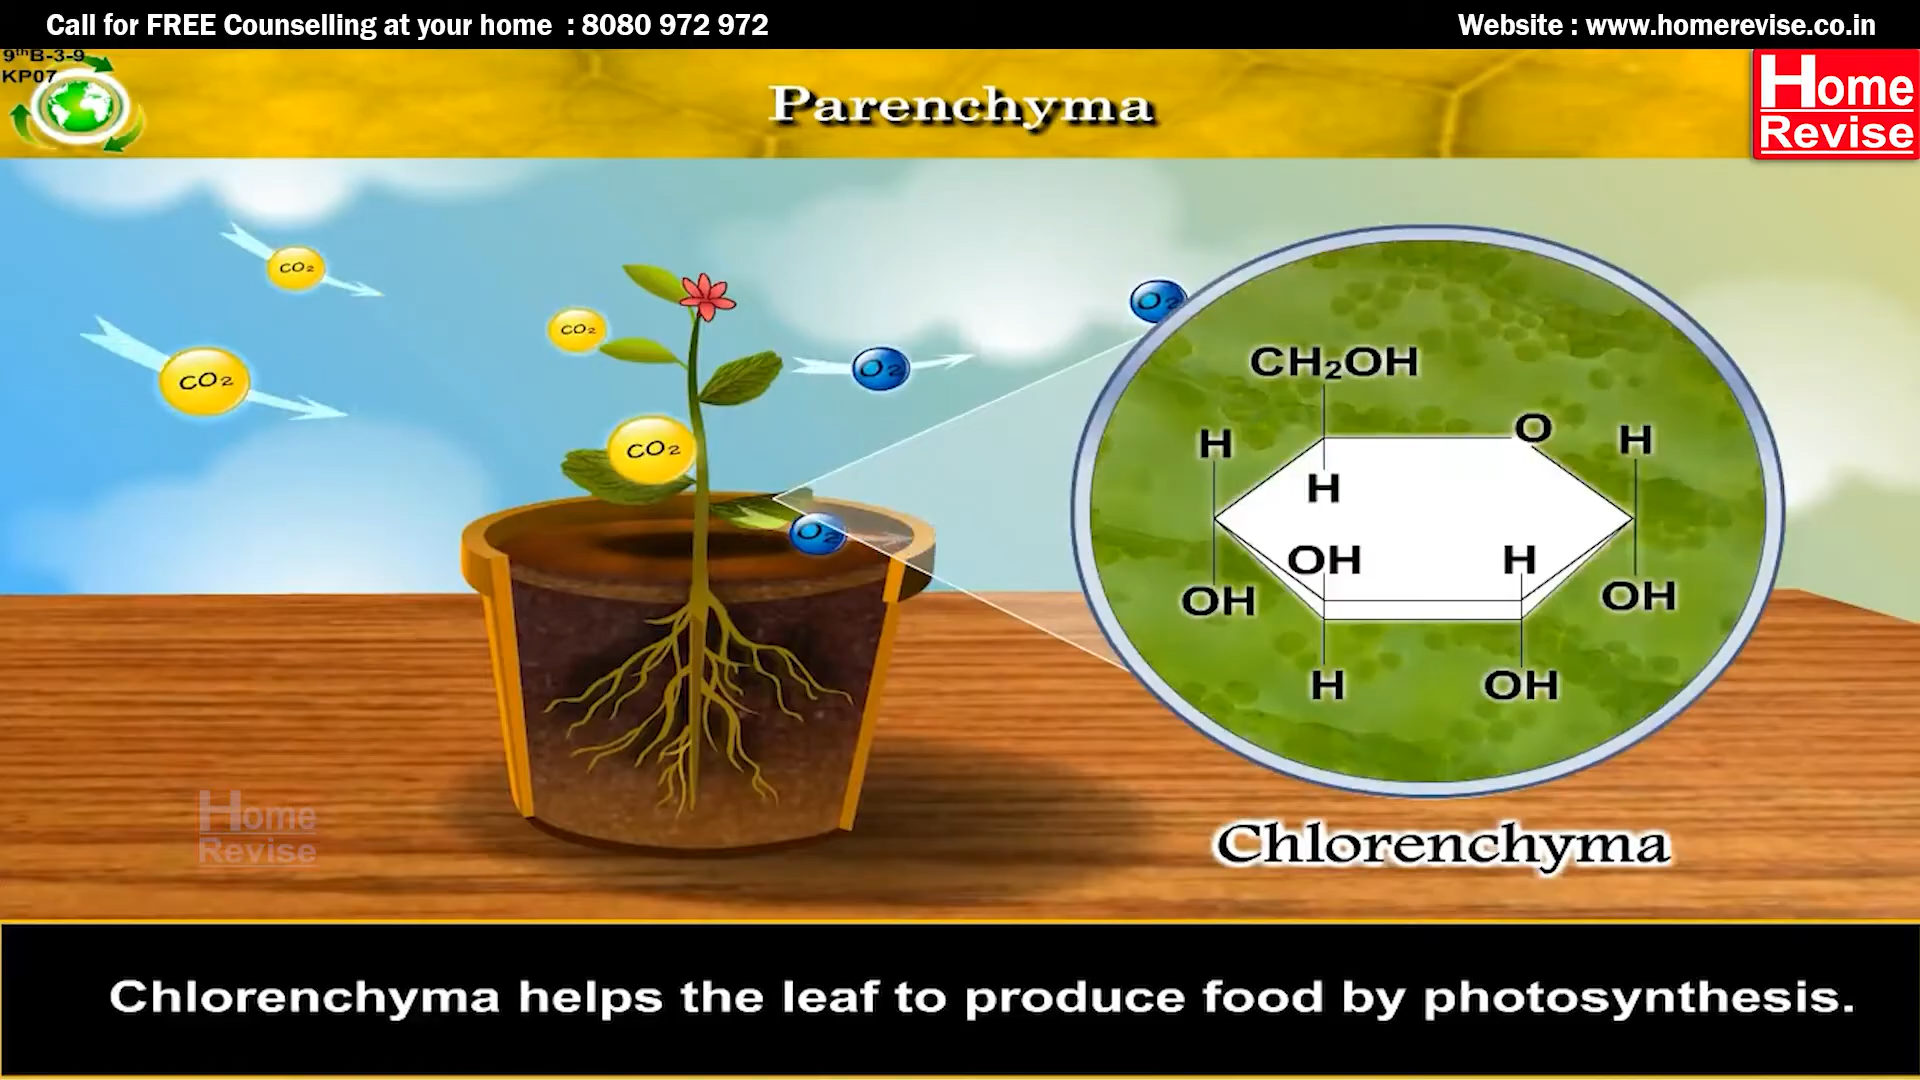 Call for FREE Counselling at your home : 8080 972 972
Website : www.homerevise.co.in
9thB-3-9
KP07
Parenchyma
Home
Revise
CO2
CO2
CO2
CO2
O2
O2
O2
CH2OH
O
H
H
H
OH
H
OH
OH
H
OH
Home
Revise
Chlorenchyma
Chlorenchyma helps the leaf to produce food by photosynthesis.